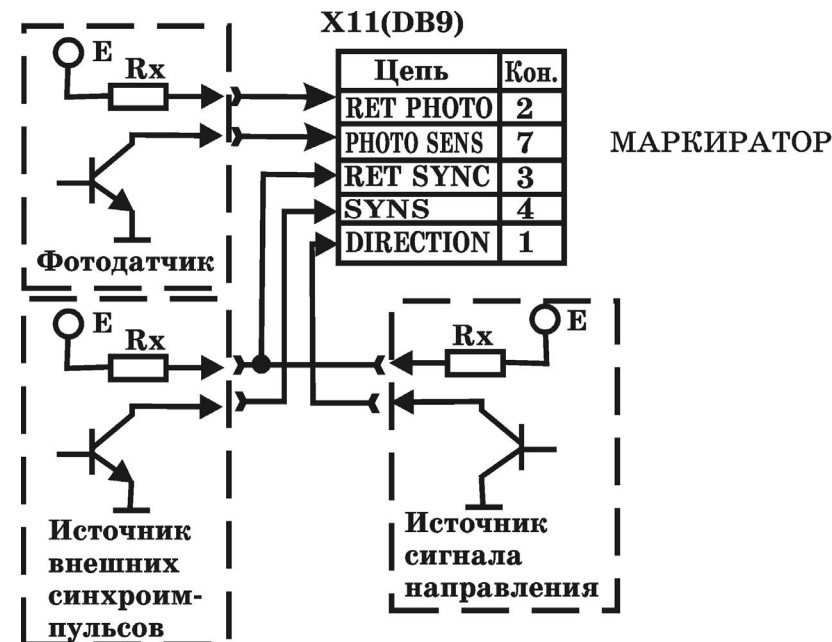 X11(DB9)
E
Rx
Цепь Кон.
RET PHOTO 2
PHOTO SENS 7
RET SYNC 3
SYNS 4
DIRECTION 1
МАРКИРАТОР
Фотодатчик
E
Rx
Rx
E
Источник
внешних
синхроим-
пульсов
Источник
сигнала
направления